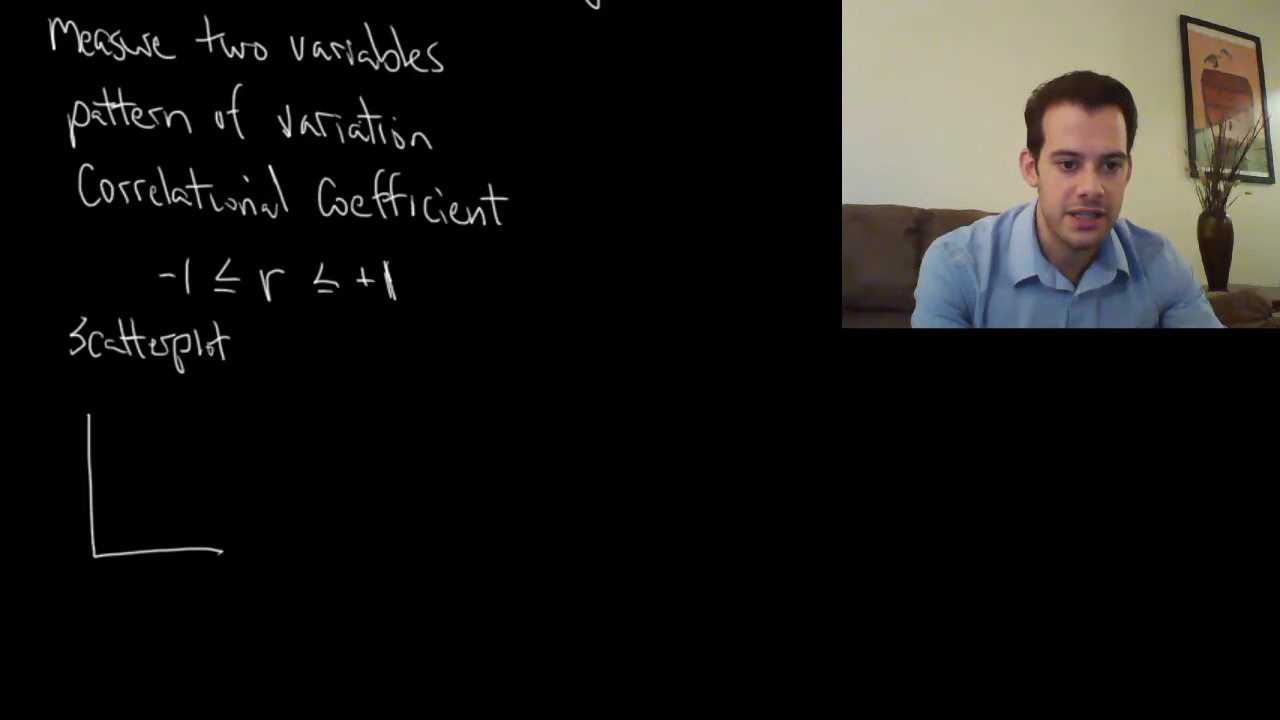 Measure two variables
pattern of variation
Correlational Coefficient
-1 ≤ r ≤ +1
Scatterplot